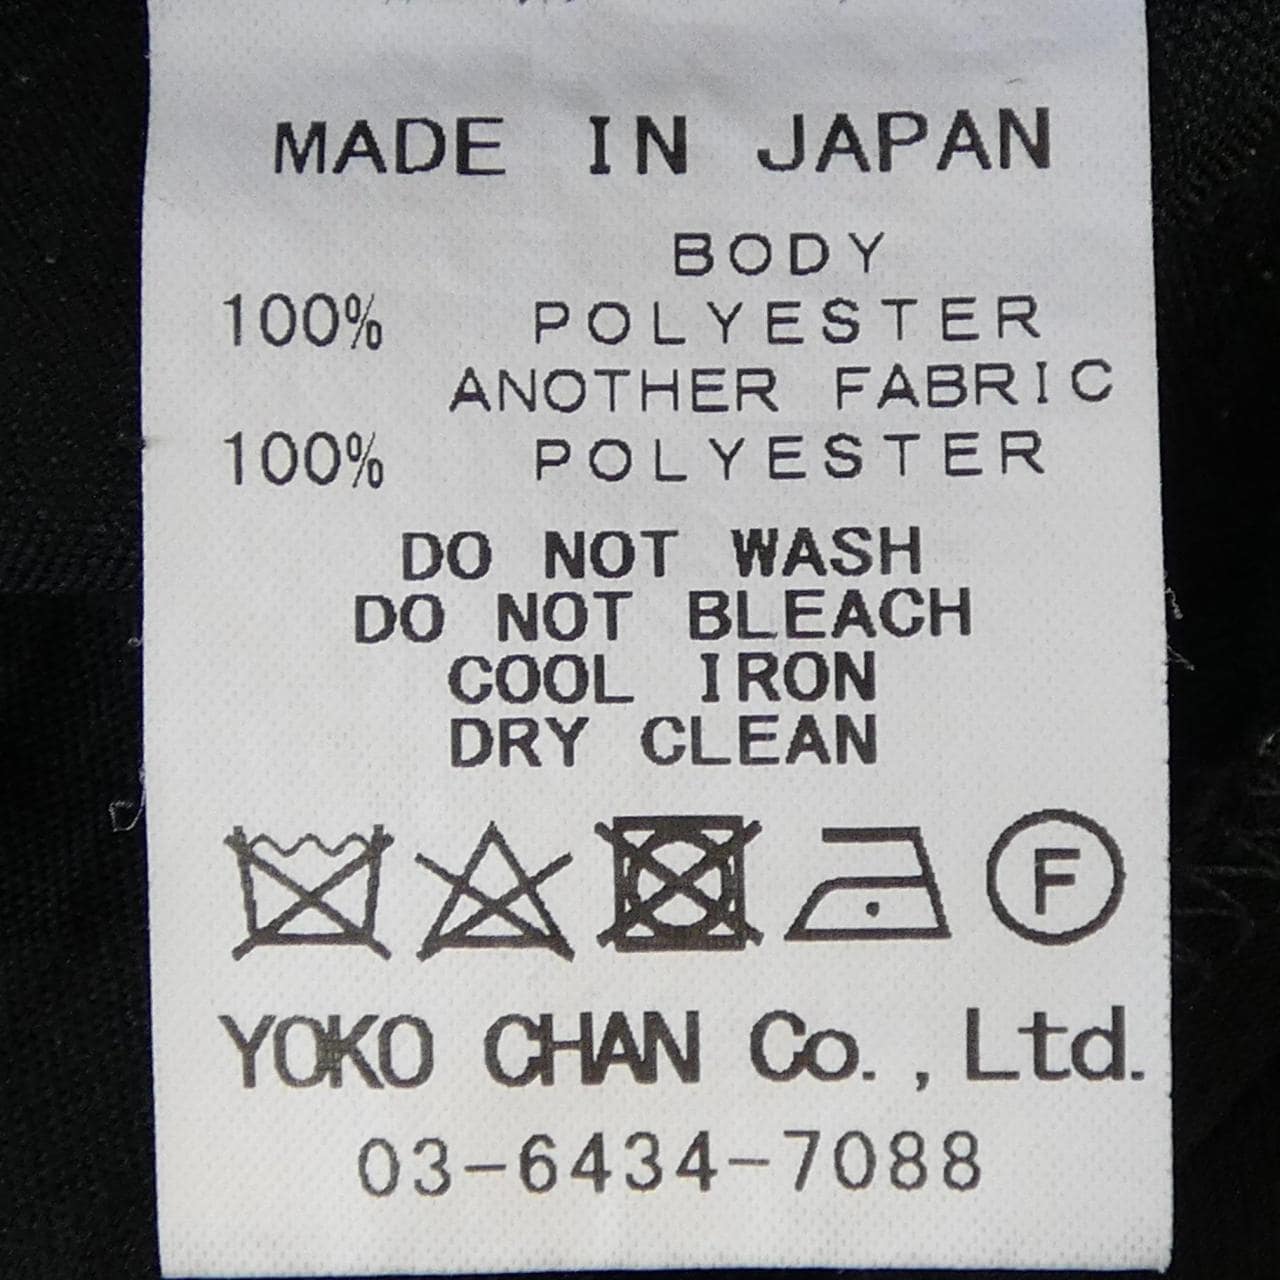 MADE IN JAPAN
BODY
100% POLYESTER
ANOTHER FABRIC
100% POLYESTER
DO NOT WASH
DO NOT BLEACH
COOL IRON
DRY CLEAN
F
YOKO CHAN Co., Ltd.
03-6434-7088